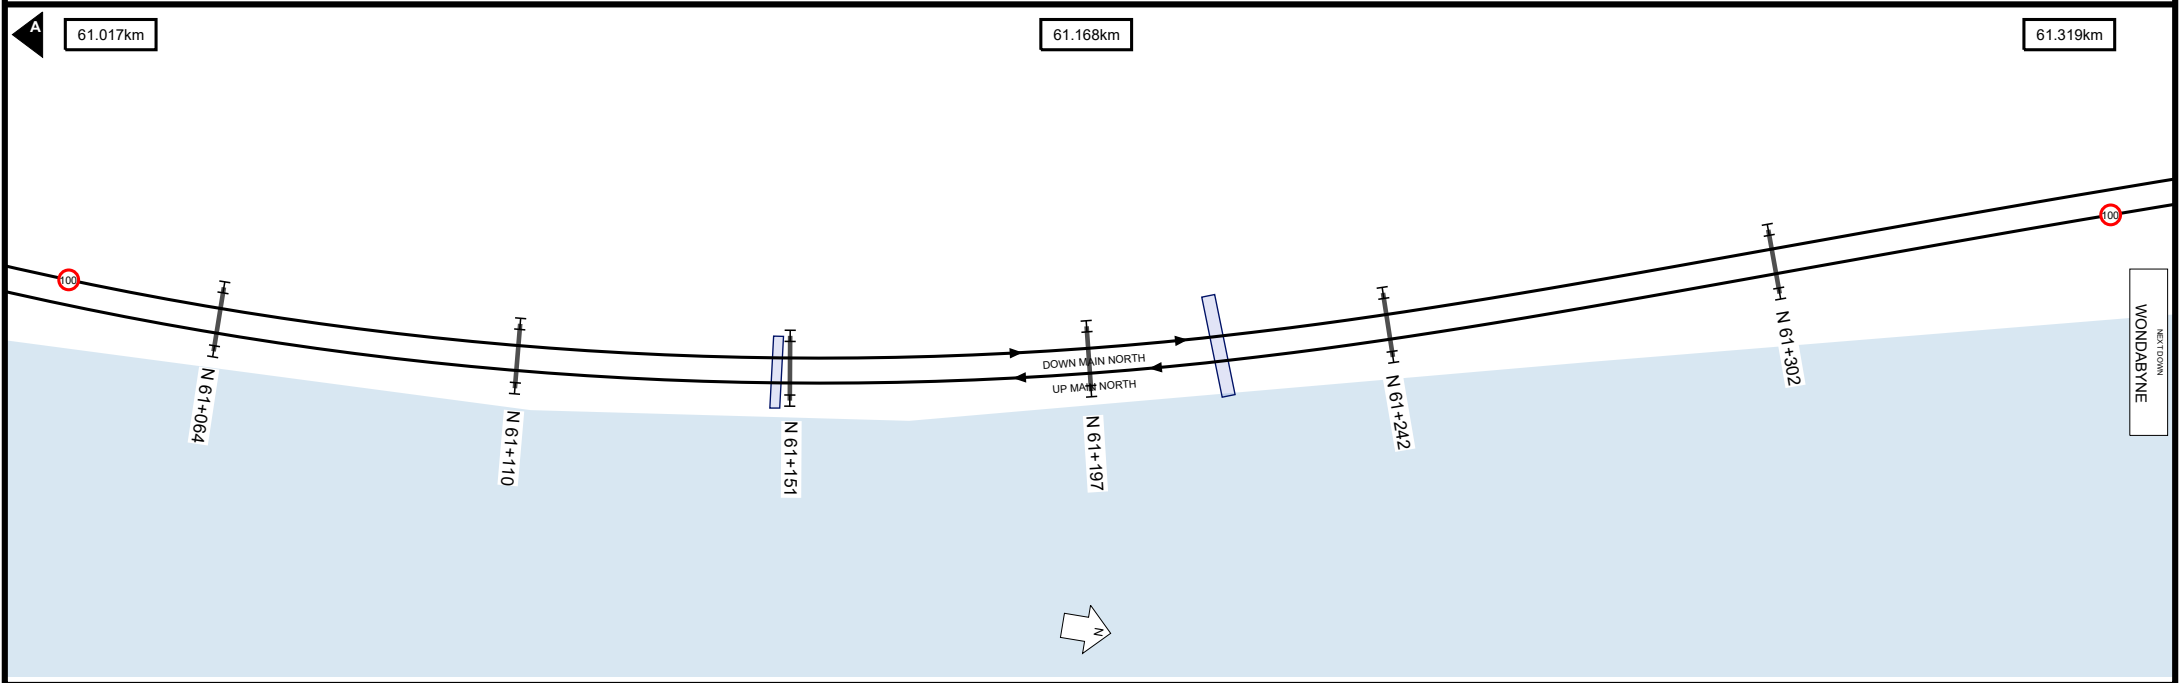 A
61.017km
61.168km
61.319km
100
100
DOWN MAIN NORTH
UP MAIN NORTH
N 61+064
N 61+110
N 61+151
N 61+197
N 61+242
N 61+302
NEXT DOWN
WONDABYNE
N